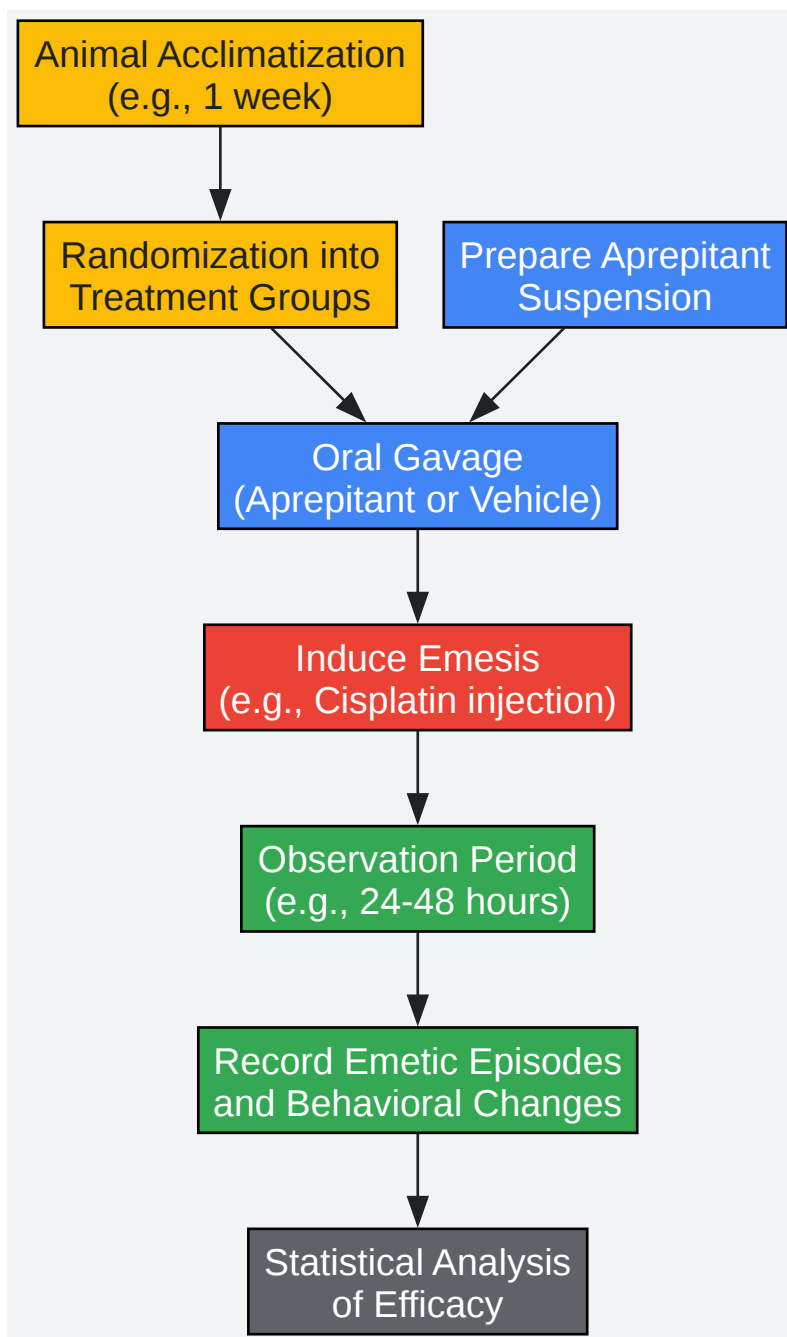 Animal Acclimatization
(e.g., 1 week)
Randomization into
Treatment Groups
Prepare Aprepitant
Suspension
Oral Gavage
(Aprepitant or Vehicle)
Induce Emesis
(e.g., Cisplatin injection)
Observation Period
(e.g., 24-48 hours)
Record Emetic Episodes
and Behavioral Changes
Statistical Analysis
of Efficacy